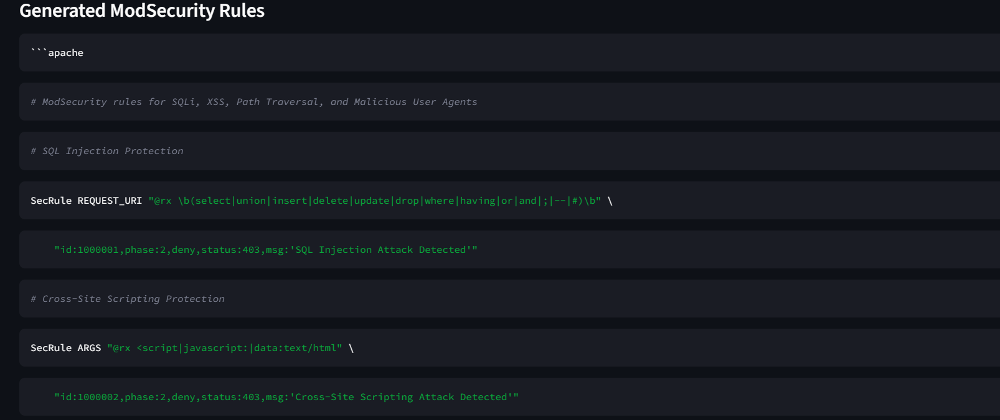 Generated ModSecurity Rules
```apache
# ModSecurity rules for SQLi, XSS, Path Traversal, and Malicious User Agents
# SQL Injection Protection
SecRule REQUEST_URI "@rx \b(select|union|insert|delete|update|drop|where|having|or|and|;|--|#)\b" \
    "id:1000001,phase:2,deny,status:403,msg:'SQL Injection Attack Detected'"
# Cross-Site Scripting Protection
SecRule ARGS "@rx <script|javascript:|data:text/html" \
    "id:1000002,phase:2,deny,status:403,msg:'Cross-Site Scripting Attack Detected'"